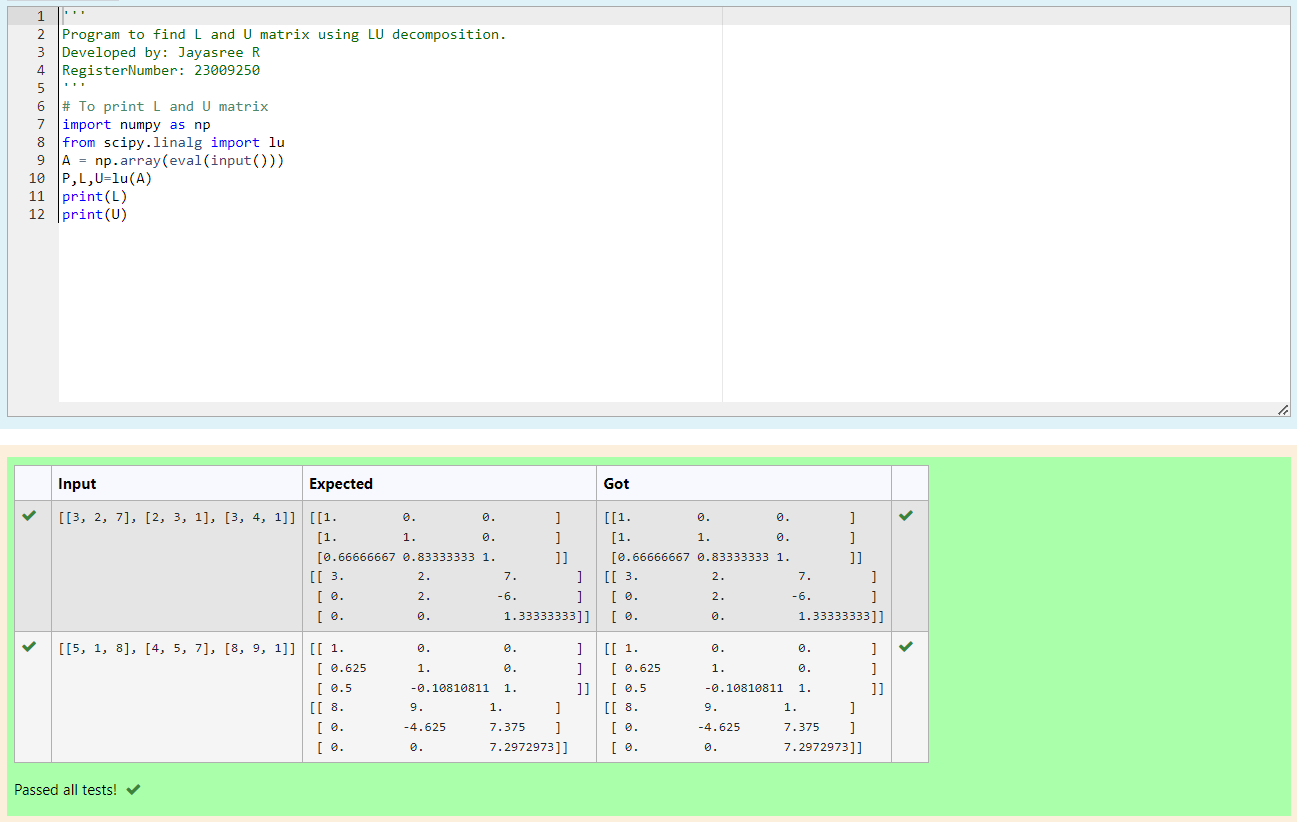 1 '''
2 Program to find L and U matrix using LU decomposition.
3 Developed by: Jayasree R
4 RegisterNumber: 23009250
5 '''
6 # To print L and U matrix
7 import numpy as np
8 from scipy.linalg import lu
9 A = np.array(eval(input()))
10 P,L,U=lu(A)
11 print(L)
12 print(U)
Input Expected Got
[[3, 2, 7], [2, 3, 1], [3, 4, 1]] [[1. 0. 0. ] [[1. 0. 0. ]
[1. 1. 0. ] [1. 1. 0. ]
[0.66666667 0.83333333 1. ]] [0.66666667 0.83333333 1. ]]
[[ 3. 2. 7. ] [[ 3. 2. 7. ]
[ 0. 2. -6. ] [ 0. 2. -6. ]
[ 0. 0. 1.33333333]] [ 0. 0. 1.33333333]]
[[5, 1, 8], [4, 5, 7], [8, 9, 1]] [[ 1. 0. 0. ] [[ 1. 0. 0. ]
[ 0.625 1. 0. ] [ 0.625 1. 0. ]
[ 0.5 -0.10810811 1. ]] [ 0.5 -0.10810811 1. ]]
[[ 8. 9. 1. ] [[ 8. 9. 1. ]
[ 0. -4.625 7.375 ] [ 0. -4.625 7.375 ]
[ 0. 0. 7.2972973]] [ 0. 0. 7.2972973]]
Passed all tests!